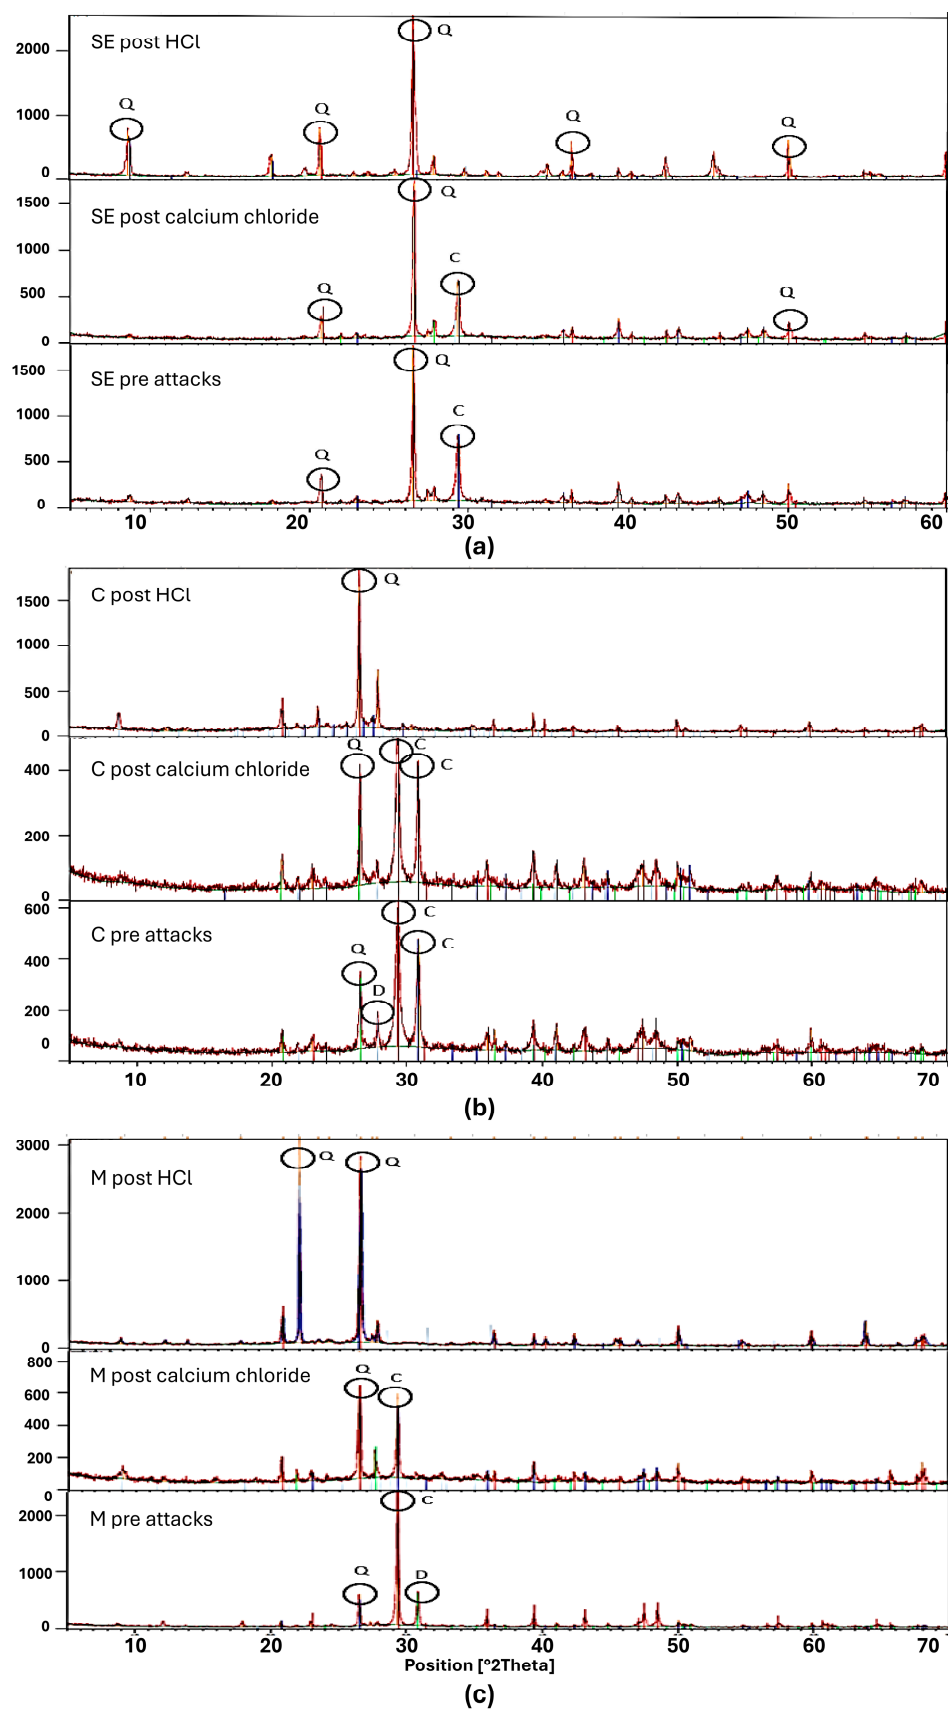 SE post HCl
2000
1000
0
Q
Q
Q
Q
Q
SE post calcium chloride
1500
1000
500
0
Q
Q
C
Q
SE pre attacks
1500
1000
500
0
Q
Q
C
10 20 30 40 50 60
(a)
C post HCl
1500
1000
500
0
Q
C post calcium chloride
400
200
0
Q
C
C
C pre attacks
600
400
200
0
Q
D
C
C
10 20 30 40 50 60 70
(b)
M post HCl
3000
2000
1000
0
Q
Q
M post calcium chloride
800
600
400
200
0
Q
C
M pre attacks
2000
1000
0
Q
C
D
10 20 30 40 50 60 70
Position [°2Theta]
(c)